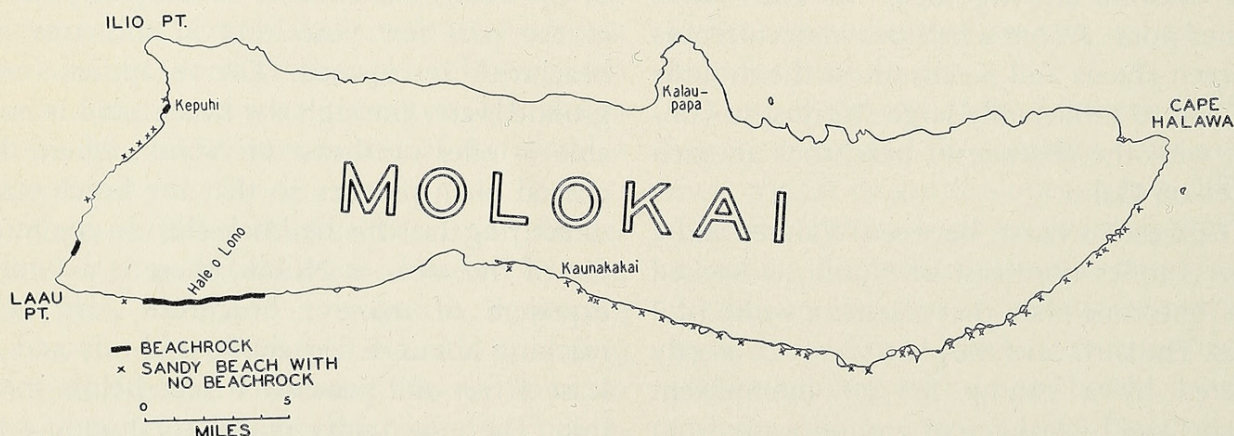 ILIO PT.
Kepuhi
Kalau-
papa
CAPE
HALAWA
MOLOKAI
Hale o Lono
Kaunakakai
LAAU
PT.
BEACHROCK
x SANDY BEACH WITH
NO BEACHROCK
0 5
MILES